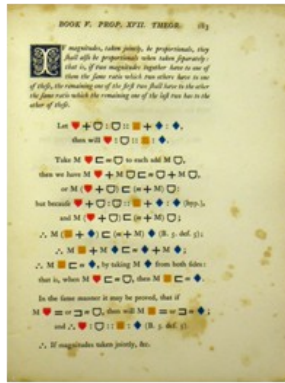 BOOK V. PROP. XVII. THEOR. 183
IF magnitudes, taken jointly, be proportionals, they
shall also be proportionals when taken separately:
that is, if two magnitudes together have to one of
them the same ratio which two others have to one
of these, the remaining one of the first two shall have to the other
the same ratio which the remaining one of the last two has to the
other of these.
Let ♥ + ⛉ : ⛉ :: ■ + ♦ : ♦,
then will ♥ : ⛉ :: ■ : ♦.
Take M ♥ ⊏ m ⛉ to each add M ⛉,
then we have M ♥ + M ⛉ ⊏ m ⛉ + M ⛉,
or M (♥ + ⛉) ⊏ (m + M) ⛉:
but because ♥ + ⛉ : ⛉ :: ■ + ♦ : ♦ (hyp.),
and M (♥ + ⛉) ⊏ (m + M) ⛉;
∴ M (■ + ♦) ⊏ (m + M) ♦ (B. 5. def. 5);
∴ M ■ + M ♦ ⊏ m ♦ + M ♦;
∴ M ■ ⊏ m ♦, by taking M ♦ from both sides:
that is, when M ♥ ⊏ m ⛉, then M ■ ⊏ m ♦.
In the same manner it may be proved, that if
M ♥ = or ⊐ m ⛉, then will M ■ = or ⊐ m ♦;
and ∴ ♥ : ⛉ :: ■ : ♦ (B. 5. def. 5).
∴ If magnitudes taken jointly, &c.